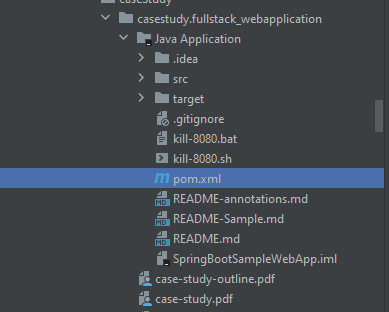 caseStudy
casestudy.fullstack_webapplication
Java Application
.idea
src
target
.gitignore
kill-8080.bat
kill-8080.sh
pom.xml
README-annotations.md
README-Sample.md
README.md
SpringBootSampleWebApp.iml
case-study-outline.pdf
case-study.pdf